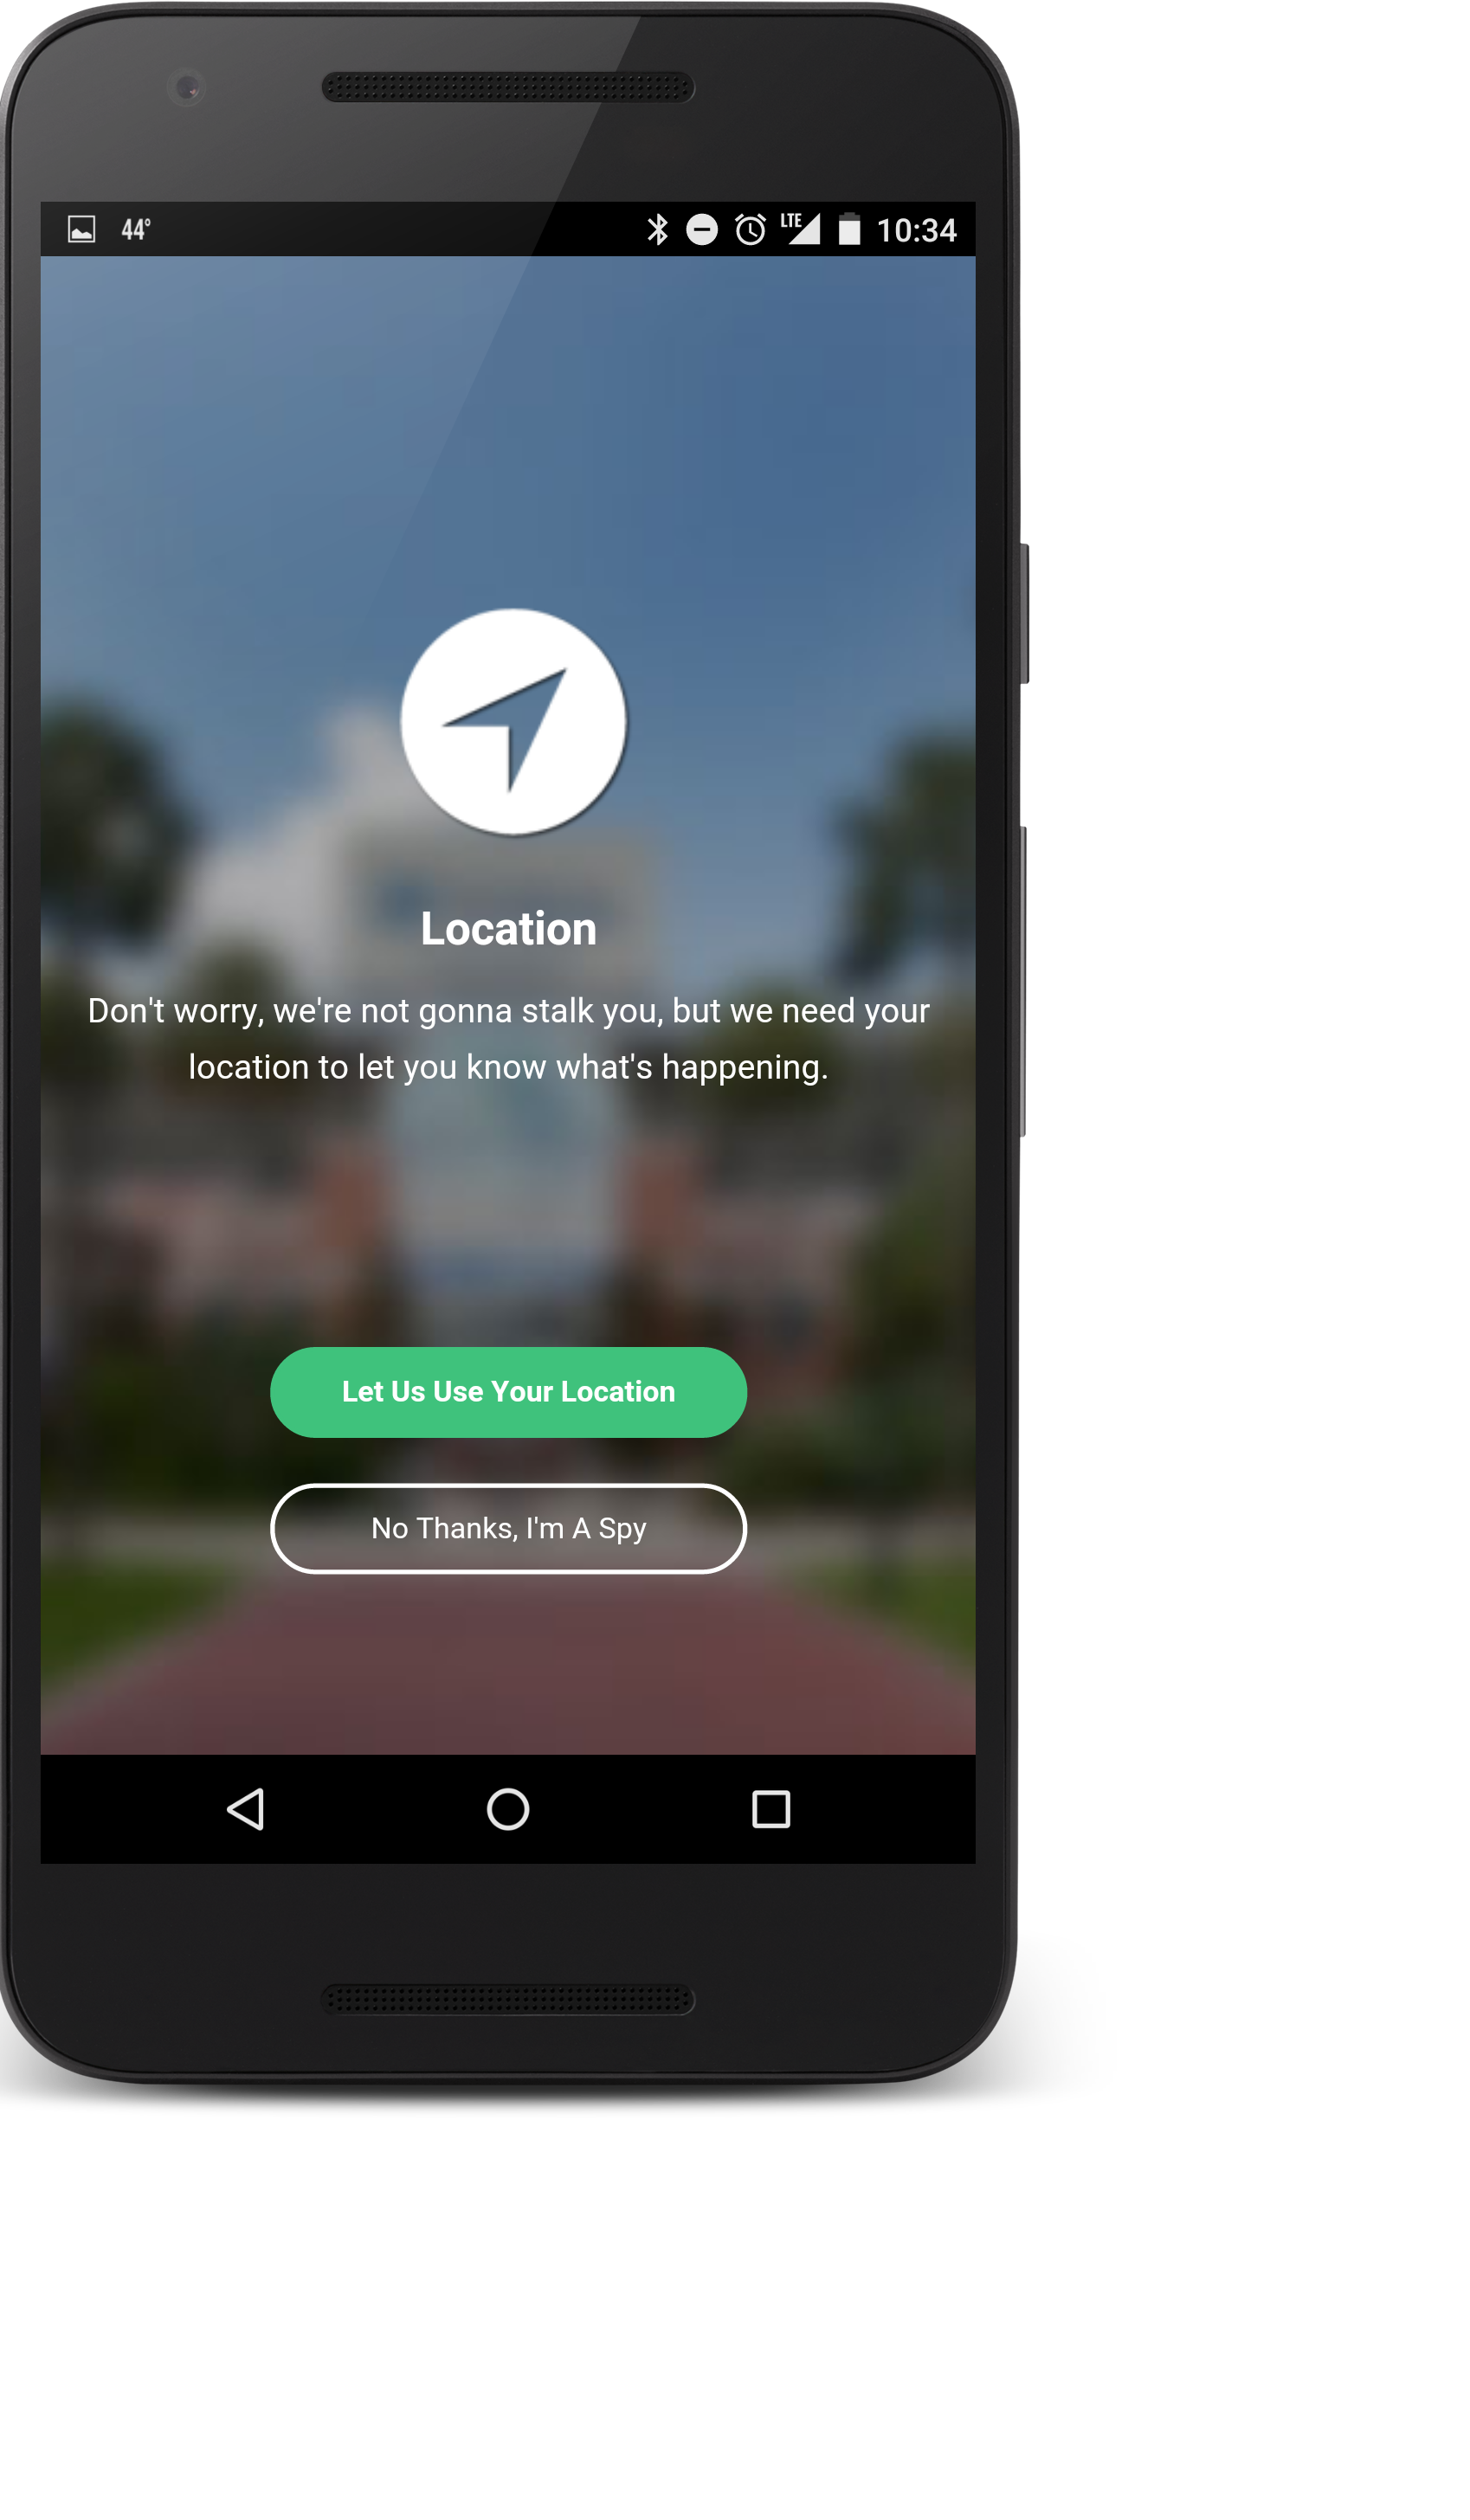 44° LTE 10:34
Location
Don't worry, we're not gonna stalk you, but we need your
location to let you know what's happening.
Let Us Use Your Location
No Thanks, I'm A Spy